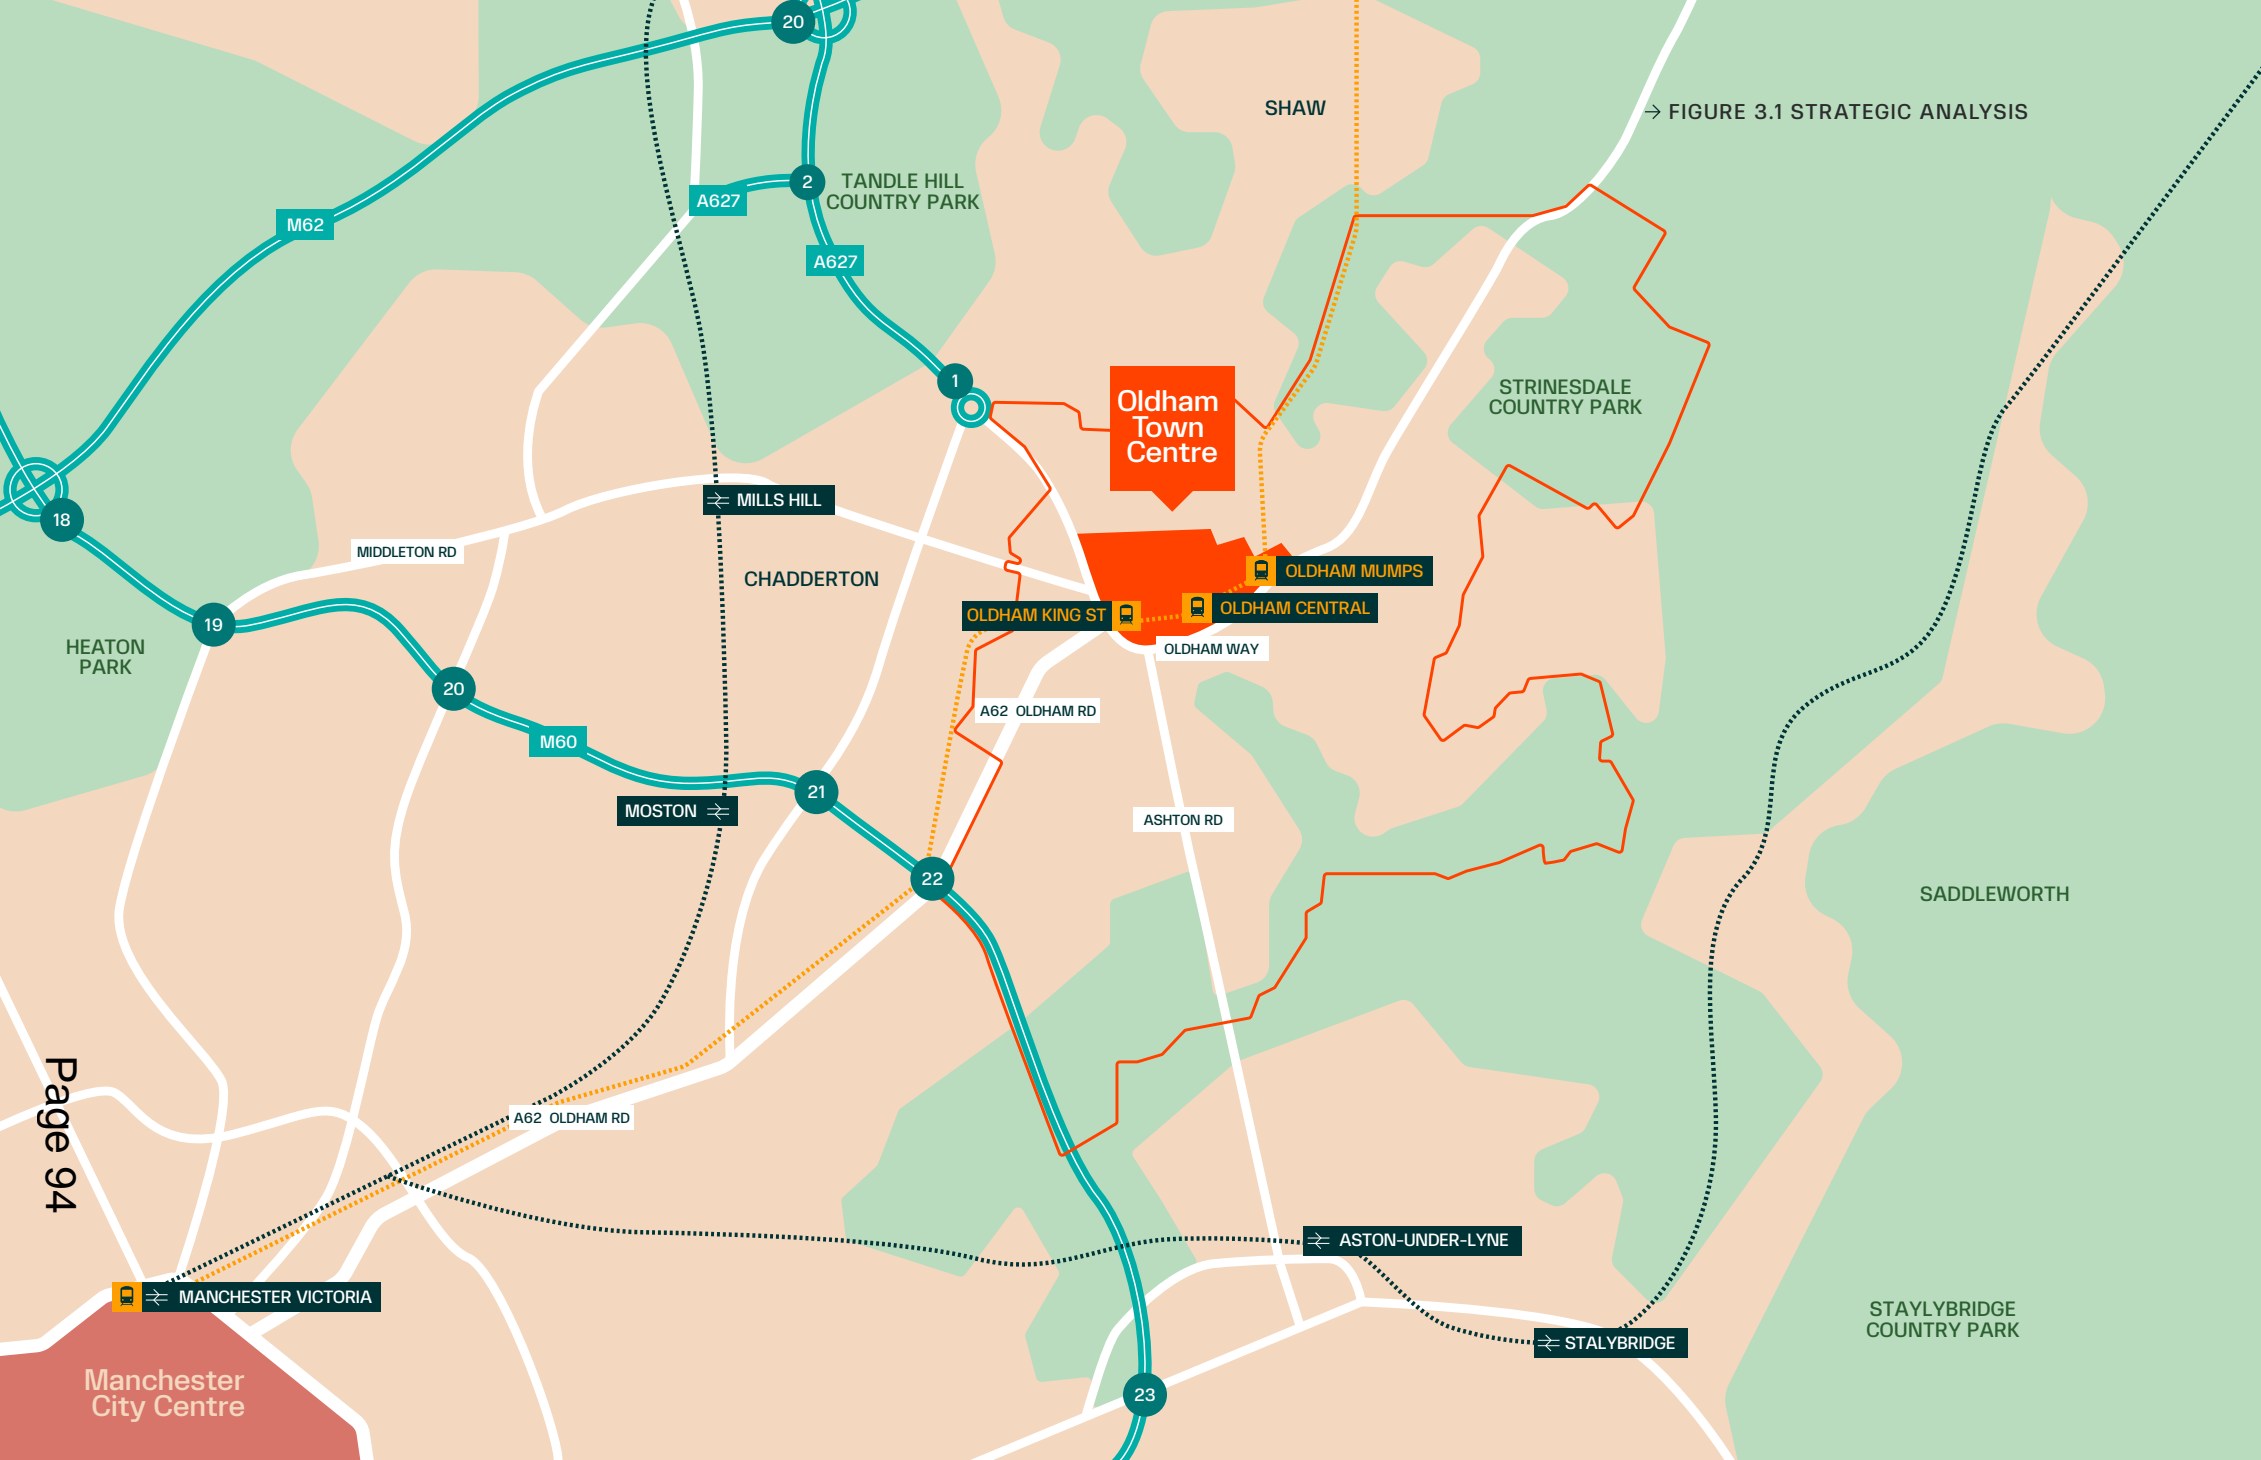 20
SHAW
FIGURE 3.1 STRATEGIC ANALYSIS
2
TANDLE HILL
COUNTRY PARK
A627
M62
A627
1
Oldham
Town
Centre
STRINESDALE
COUNTRY PARK
MILLS HILL
18
MIDDLETON RD
CHADDERTON
OLDHAM MUMPS
OLDHAM CENTRAL
OLDHAM KING ST
19
OLDHAM WAY
HEATON
PARK
20
A62 OLDHAM RD
M60
21
MOSTON
ASHTON RD
22
SADDLEWORTH
Page 94
A62 OLDHAM RD
ASTON-UNDER-LYNE
MANCHESTER VICTORIA
STAYLYBRIDGE
COUNTRY PARK
STALYBRIDGE
Manchester
City Centre
23